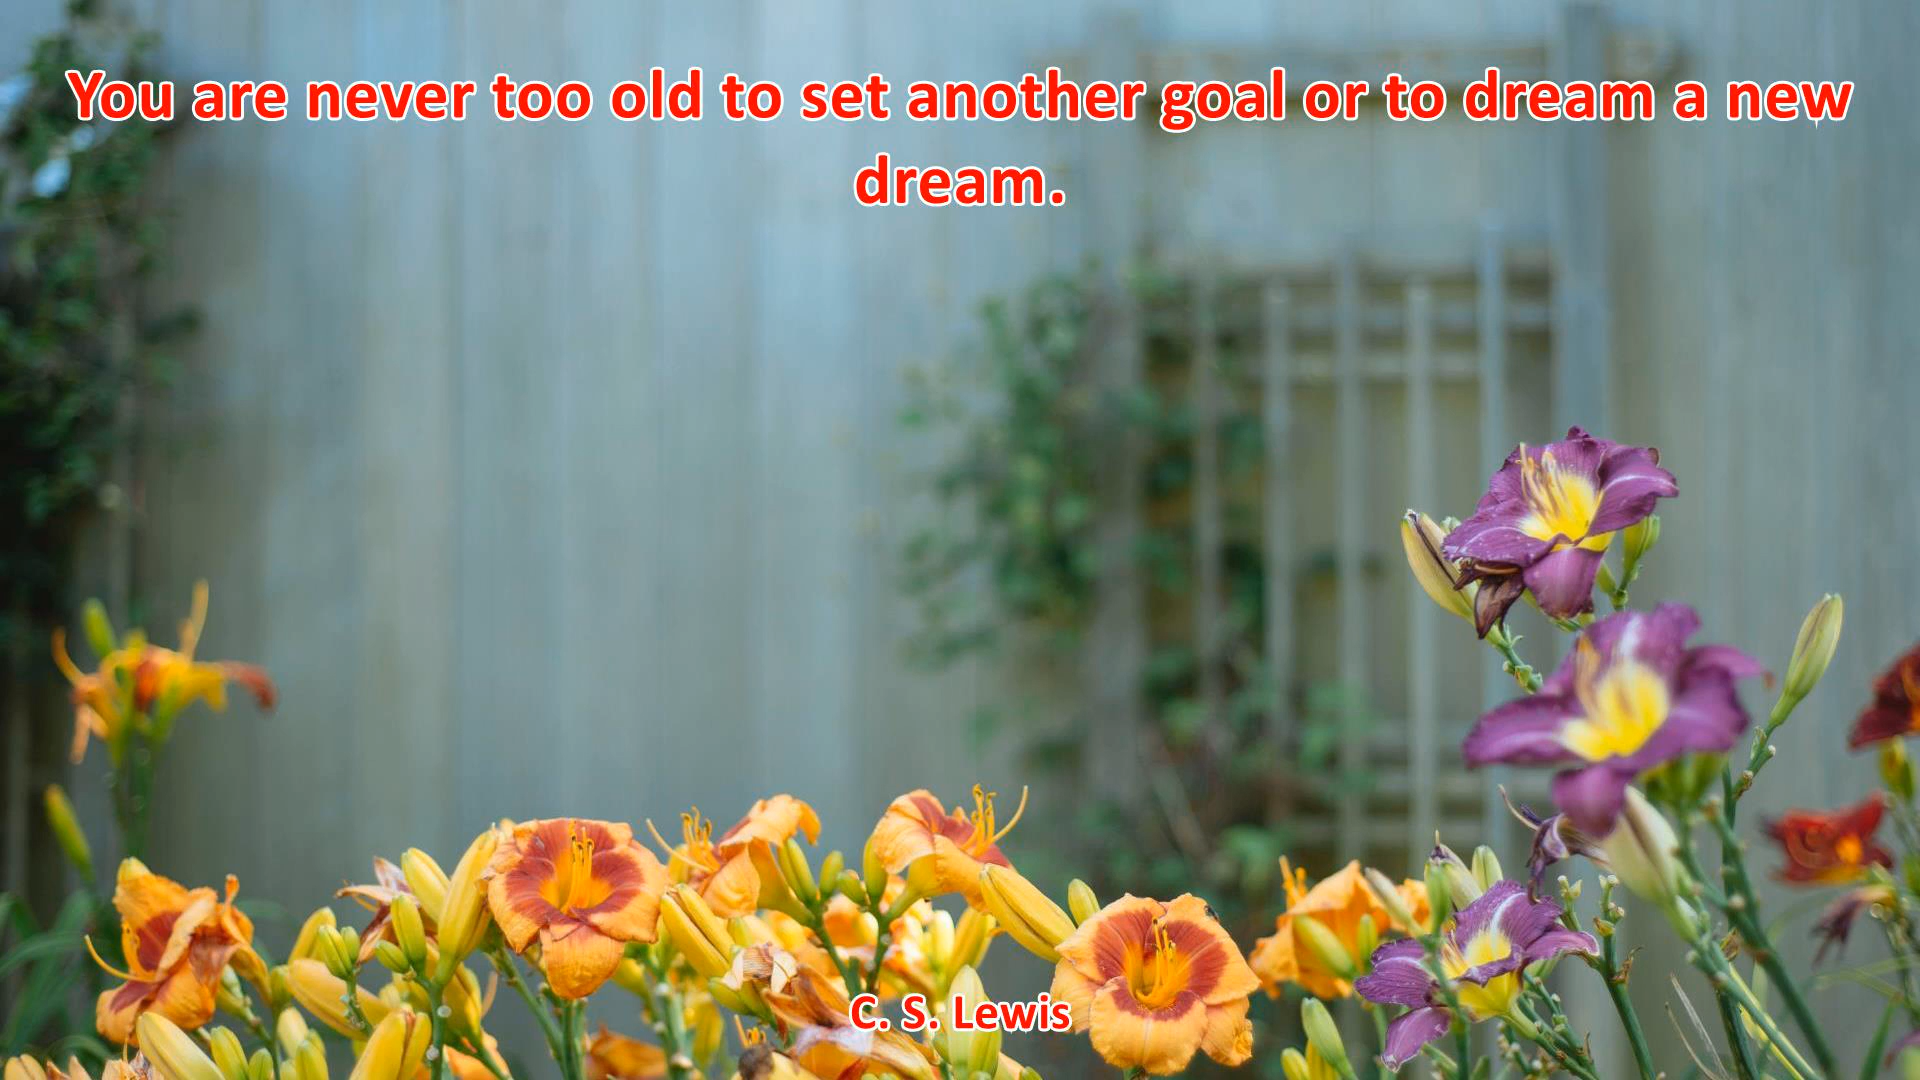 You are never too old to set another goal or to dream a new
dream.
C. S. Lewis